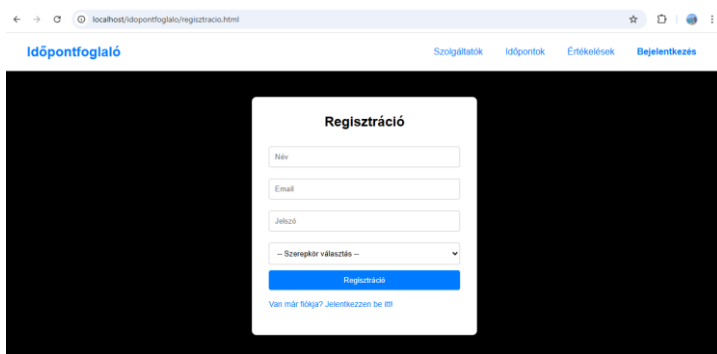 localhost/idopontfoglalo/regisztracio.html
Időpontfoglaló
Szolgáltatók Időpontok Értékelések Bejelentkezés
Regisztráció
Név
Email
Jelszó
-- Szerepkör választás --
Regisztráció
Van már fiókja? Jelentkezzen be itt!